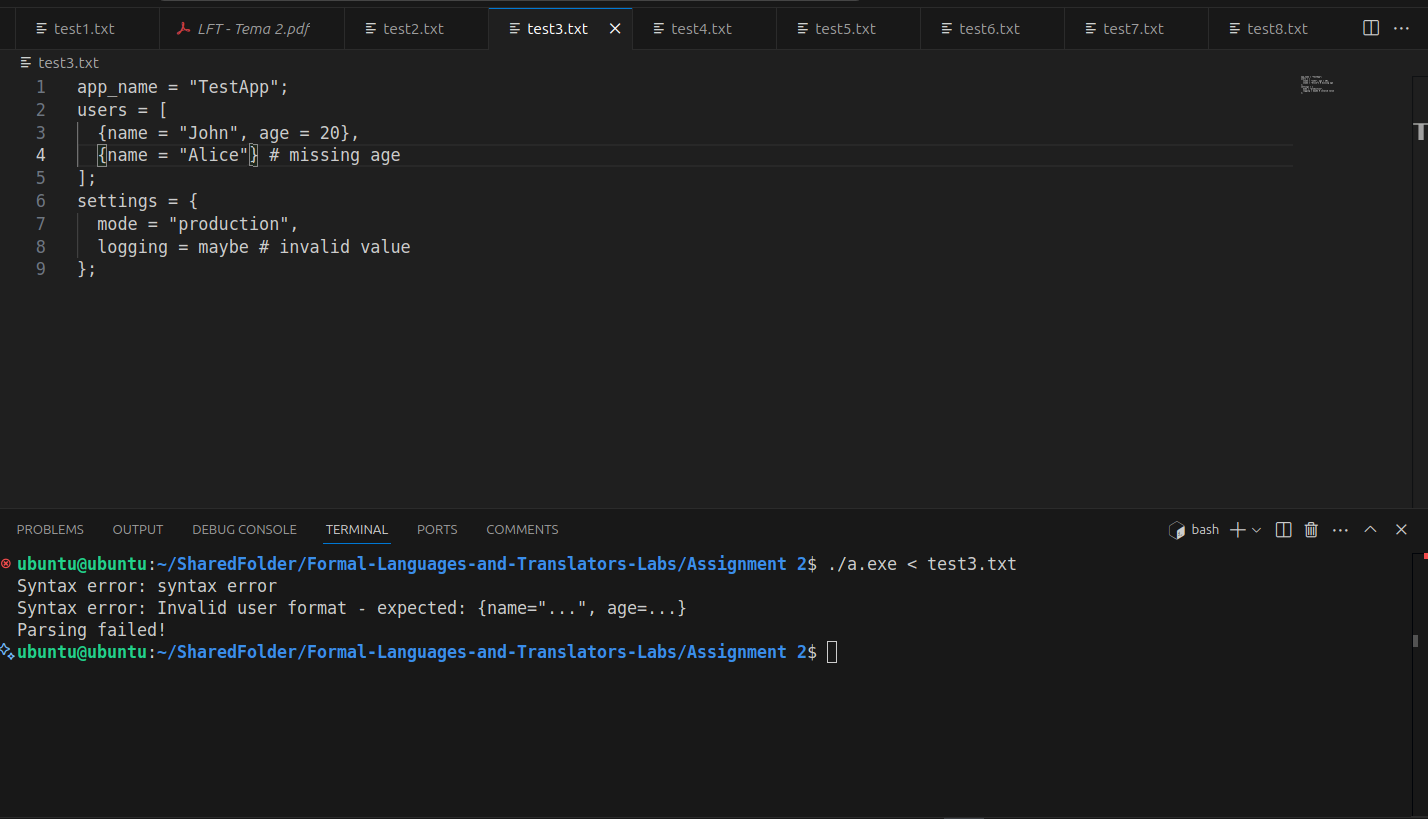 test1.txt LFT - Tema 2.pdf test2.txt test3.txt test4.txt test5.txt test6.txt test7.txt test8.txt
test3.txt
1 app_name = "TestApp";
2 users = [
3 {name = "John", age = 20},
4 {name = "Alice"} # missing age
5 ];
6 settings = {
7 mode = "production",
8 logging = maybe # invalid value
9 };
PROBLEMS OUTPUT DEBUG CONSOLE TERMINAL PORTS COMMENTS bash
ubuntu@ubuntu:~/SharedFolder/Formal-Languages-and-Translators-Labs/Assignment 2$ ./a.exe < test3.txt
Syntax error: syntax error
Syntax error: Invalid user format - expected: {name="...", age=...}
Parsing failed!
ubuntu@ubuntu:~/SharedFolder/Formal-Languages-and-Translators-Labs/Assignment 2$